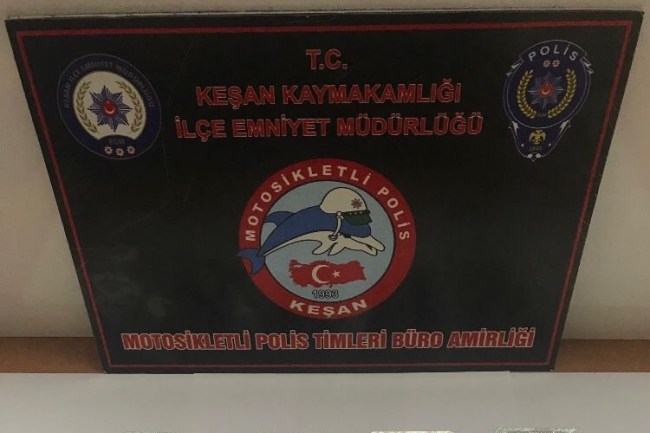 T.C.
KEŞAN KAYMAKAMLIĞI
İLÇE EMNİYET MÜDÜRLÜĞÜ
POLİS
MOTOSİKLETLİ POLİS
1993
KEŞAN
MOTOSİKLETLİ POLİS TİMLERİ BÜRO AMİRLİĞİ